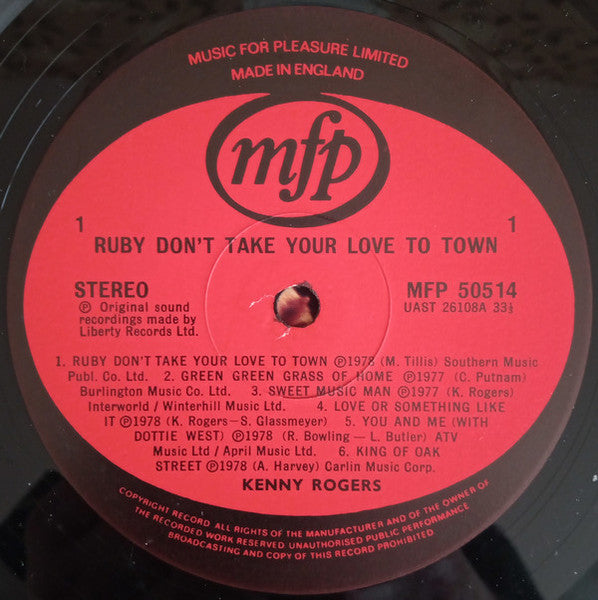 MUSIC FOR PLEASURE LIMITED
MADE IN ENGLAND
mfp
1 1
RUBY DON'T TAKE YOUR LOVE TO TOWN
STEREO MFP 50514
Ⓟ Original sound UAST 26108A 33⅓
recordings made by
Liberty Records Ltd.
1. RUBY DON'T TAKE YOUR LOVE TO TOWN Ⓟ1978 (M. Tillis) Southern Music
Publ. Co. Ltd. 2. GREEN GREEN GRASS OF HOME Ⓟ1977 (C. Putnam)
Burlington Music Co. Ltd. 3. SWEET MUSIC MAN Ⓟ1977 (K. Rogers)
Interworld / Winterhill Music Ltd. 4. LOVE OR SOMETHING LIKE
IT Ⓟ1978 (K. Rogers–S. Glassmeyer) 5. YOU AND ME (WITH
DOTTIE WEST) Ⓟ1978 (R. Bowling – L. Butler) ATV
Music Ltd / April Music Ltd. 6. KING OF OAK
STREET Ⓟ1978 (A. Harvey) Carlin Music Corp.
KENNY ROGERS
COPYRIGHT RECORD ALL RIGHTS OF THE MANUFACTURER AND OF THE OWNER OF
THE RECORDED WORK RESERVED UNAUTHORISED PUBLIC PERFORMANCE
BROADCASTING AND COPY OF THIS RECORD PROHIBITED.